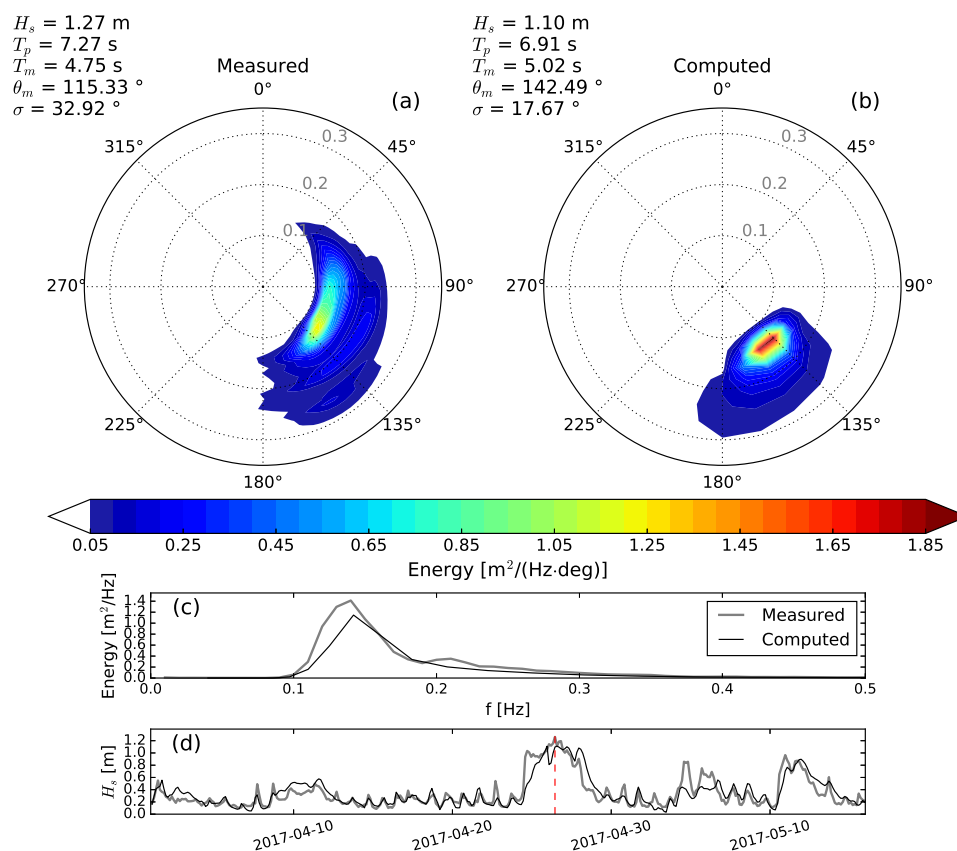 H_s = 1.27 m
T_p = 7.27 s
T_m = 4.75 s
θ_m = 115.33 °
σ = 32.92 °
Measured
(a)
0°
45°
90°
135°
180°
225°
270°
315°
0.1
0.2
0.3
H_s = 1.10 m
T_p = 6.91 s
T_m = 5.02 s
θ_m = 142.49 °
σ = 17.67 °
Computed
(b)
0°
45°
90°
135°
180°
225°
270°
315°
0.1
0.2
0.3
0.05 0.25 0.45 0.65 0.85 1.05 1.25 1.45 1.65 1.85
Energy [m²/(Hz·deg)]
(c)
Energy [m²/Hz]
1.4
1.2
1.0
0.8
0.6
0.4
0.2
0.0
Measured
Computed
0.0 0.1 0.2 0.3 0.4 0.5
f [Hz]
(d)
H_s [m]
1.2
1.0
0.8
0.6
0.4
0.2
0.0
2017-04-10 2017-04-20 2017-04-30 2017-05-10